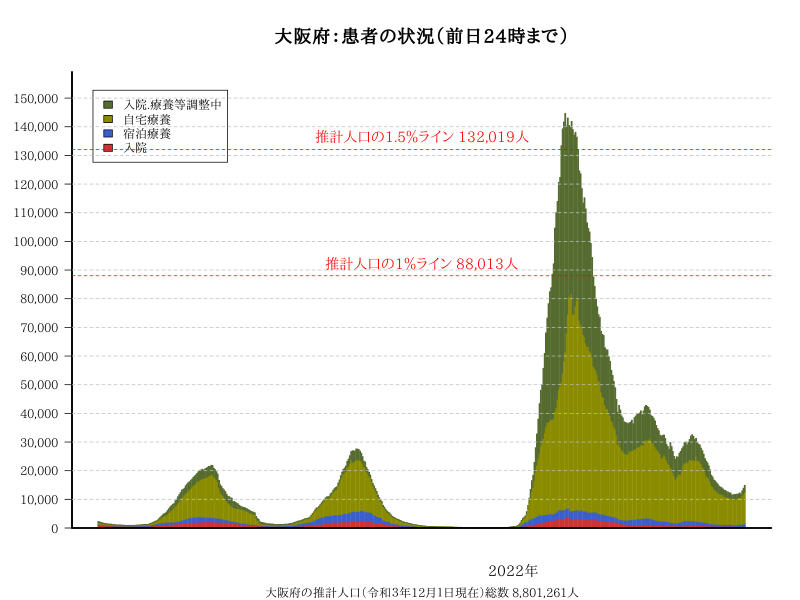 大阪府：患者の状況（前日24時まで）
150,000
140,000
130,000
120,000
110,000
100,000
90,000
80,000
70,000
60,000
50,000
40,000
30,000
20,000
10,000
0
入院.療養等調整中
自宅療養
宿泊療養
入院
推計人口の1.5%ライン 132,019人
推計人口の1%ライン 88,013人
2022年
大阪府の推計人口（令和3年12月1日現在）総数 8,801,261人